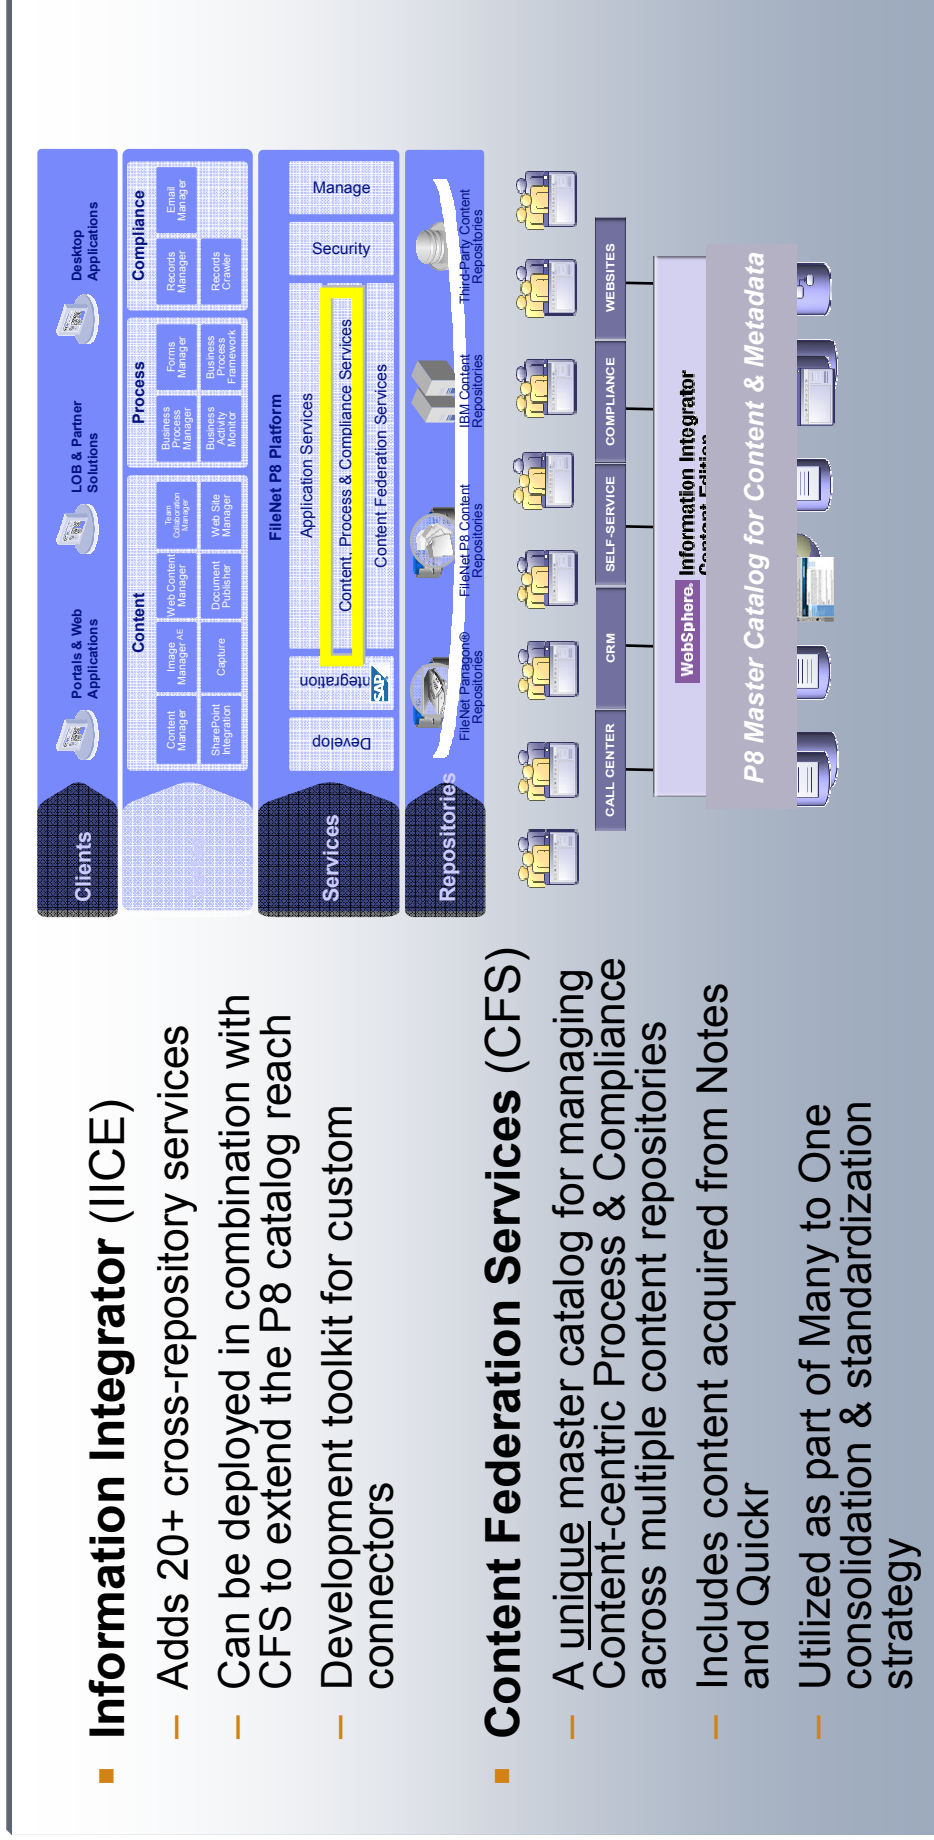 Information Integrator (IICE)
– Adds 20+ cross-repository services
– Can be deployed in combination with
CFS to extend the P8 catalog reach
– Development toolkit for custom
connectors
Content Federation Services (CFS)
– A unique master catalog for managing
Content-centric Process & Compliance
across multiple content repositories
– Includes content acquired from Notes
and Quickr
– Utilized as part of Many to One
consolidation & standardization
strategy
Clients
Portals & Web
Applications
LOB & Partner
Solutions
Desktop
Applications
Content
Content
Manager
Image
Manager AE
Web Content
Manager
Team
Collaboration
Manager
SharePoint
Integration
Capture
Document
Publisher
Web Site
Manager
Process
Business
Process
Manager
Forms
Manager
Business
Activity
Monitor
Business
Process
Framework
Compliance
Records
Manager
Email
Manager
Records
Crawler
Services
FileNet P8 Platform
Develop
ntegration
SAP
Application Services
Content, Process & Compliance Services
Content Federation Services
Security
Manage
Repositories
FileNet Panagon®
Repositories
FileNet P8 Content
Repositories
IBM Content
Repositories
Third-Party Content
Repositories
CALL CENTER
CRM
SELF-SERVICE
COMPLIANCE
WEBSITES
WebSphere. Information Integrator
Content Edition
P8 Master Catalog for Content & Metadata